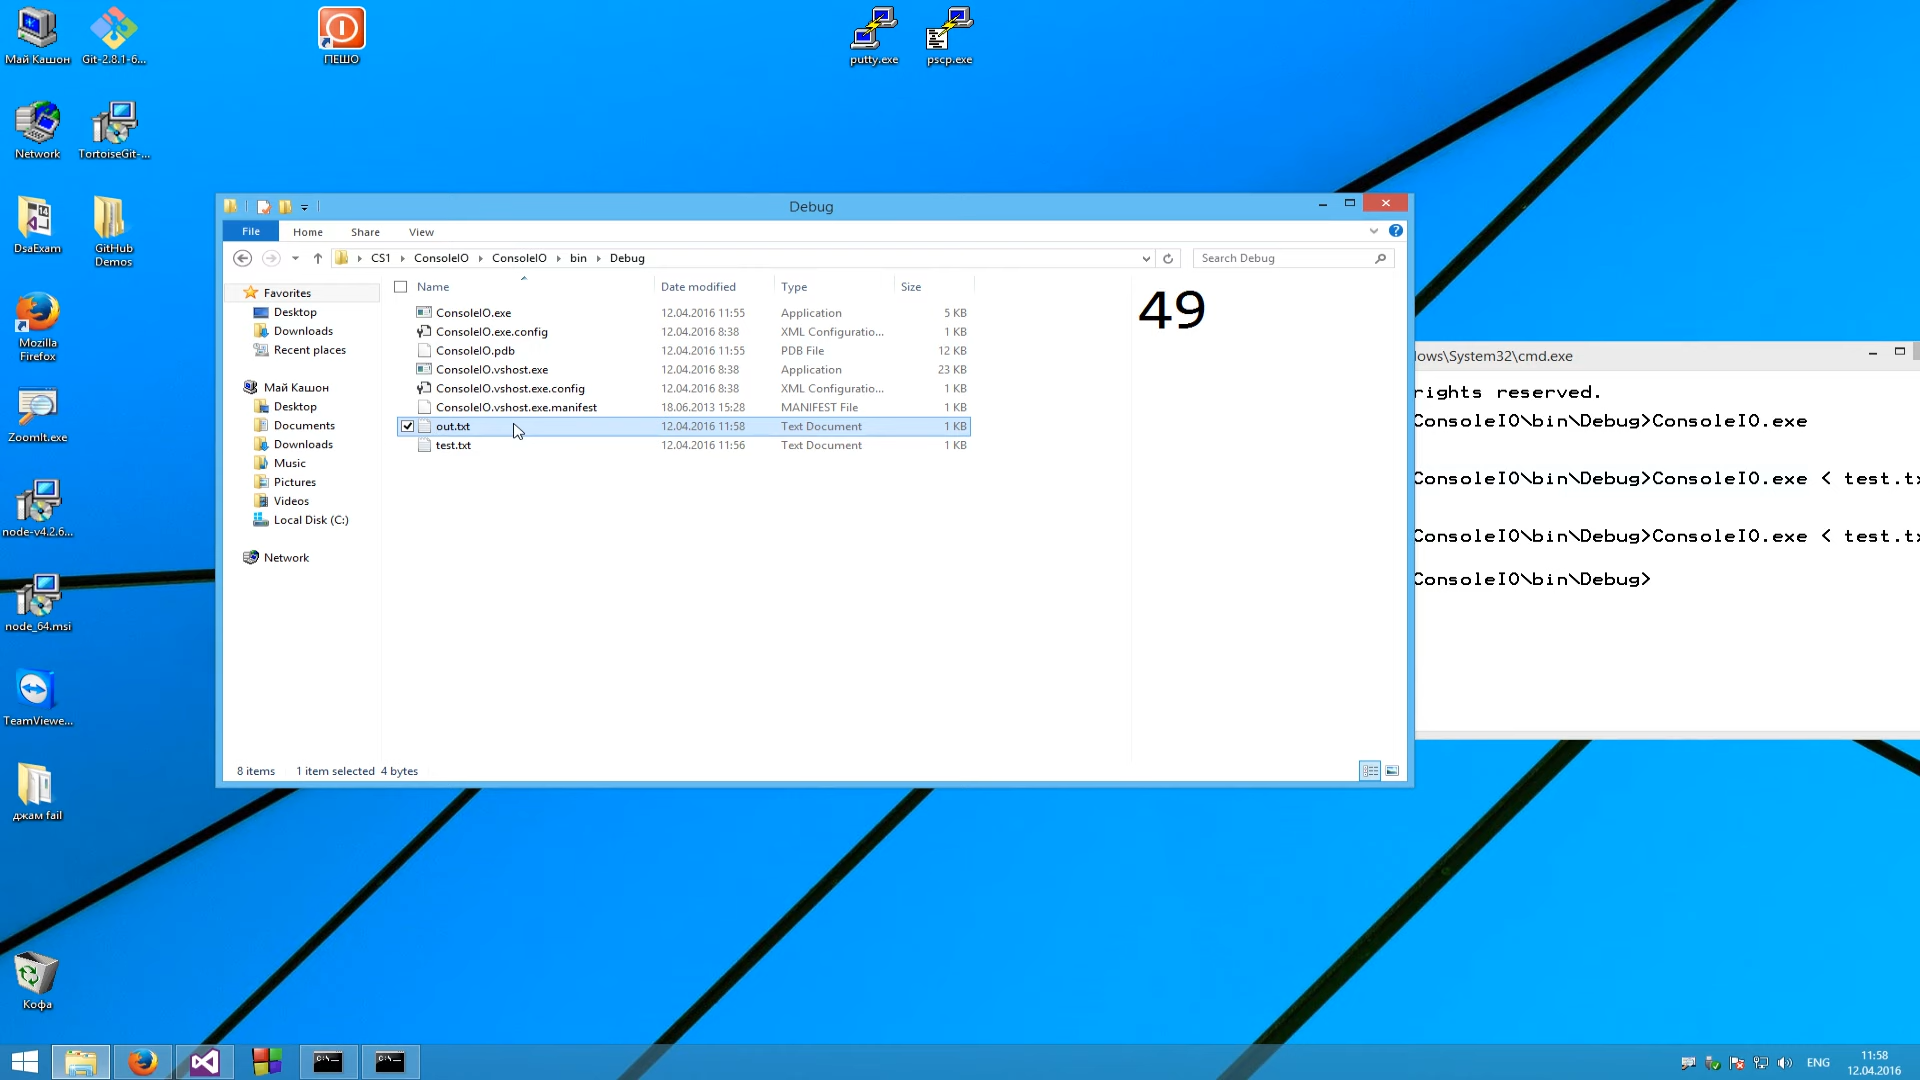 Май Кашон
Git-2.8.1-6...
ПЕШО
putty.exe
pscp.exe
Network
TortoiseGit-...
DsaExam
GitHub
Demos
Mozilla
Firefox
ZoomIt.exe
node-v4.2.6...
node_64.msi
TeamViewe...
джам fail
Кофа
Debug
File
Home
Share
View
CS1
ConsoleIO
ConsoleIO
bin
Debug
Search Debug
Favorites
Desktop
Downloads
Recent places
Май Кашон
Desktop
Documents
Downloads
Music
Pictures
Videos
Local Disk (C:)
Network
Name Date modified Type Size
ConsoleIO.exe 12.04.2016 11:55 Application 5 KB
ConsoleIO.exe.config 12.04.2016 8:38 XML Configuratio... 1 KB
ConsoleIO.pdb 12.04.2016 11:55 PDB File 12 KB
ConsoleIO.vshost.exe 12.04.2016 8:38 Application 23 KB
ConsoleIO.vshost.exe.config 12.04.2016 8:38 XML Configuratio... 1 KB
ConsoleIO.vshost.exe.manifest 18.06.2013 15:28 MANIFEST File 1 KB
out.txt 12.04.2016 11:58 Text Document 1 KB
test.txt 12.04.2016 11:56 Text Document 1 KB
49
8 items 1 item selected 4 bytes
lows\System32\cmd.exe
rights reserved.
ConsoleIO\bin\Debug>ConsoleIO.exe
ConsoleIO\bin\Debug>ConsoleIO.exe < test.tx
ConsoleIO\bin\Debug>ConsoleIO.exe < test.tx
ConsoleIO\bin\Debug>
C:\_
C:\_
ENG
11:58
12.04.2016